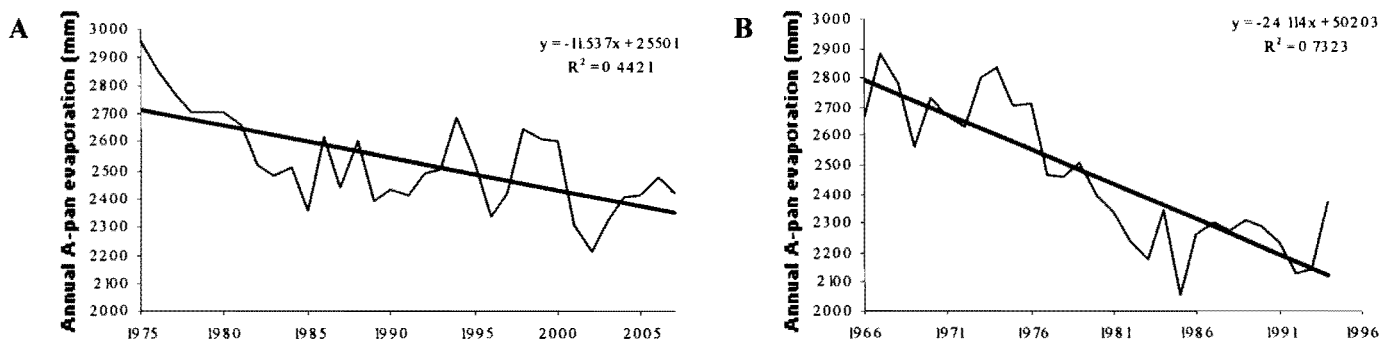 A
Annual A-pan evaporation (mm)
3000
2900
2800
2700
2600
2500
2400
2300
2200
2100
2000
y = -11.537x + 25501
R² = 0.4421
1975 1980 1985 1990 1995 2000 2005
B
Annual A-pan evaporation (mm)
3000
2900
2800
2700
2600
2500
2400
2300
2200
2100
2000
y = -24 114x + 50203
R² = 0 7323
1966 1971 1976 1981 1986 1991 1996